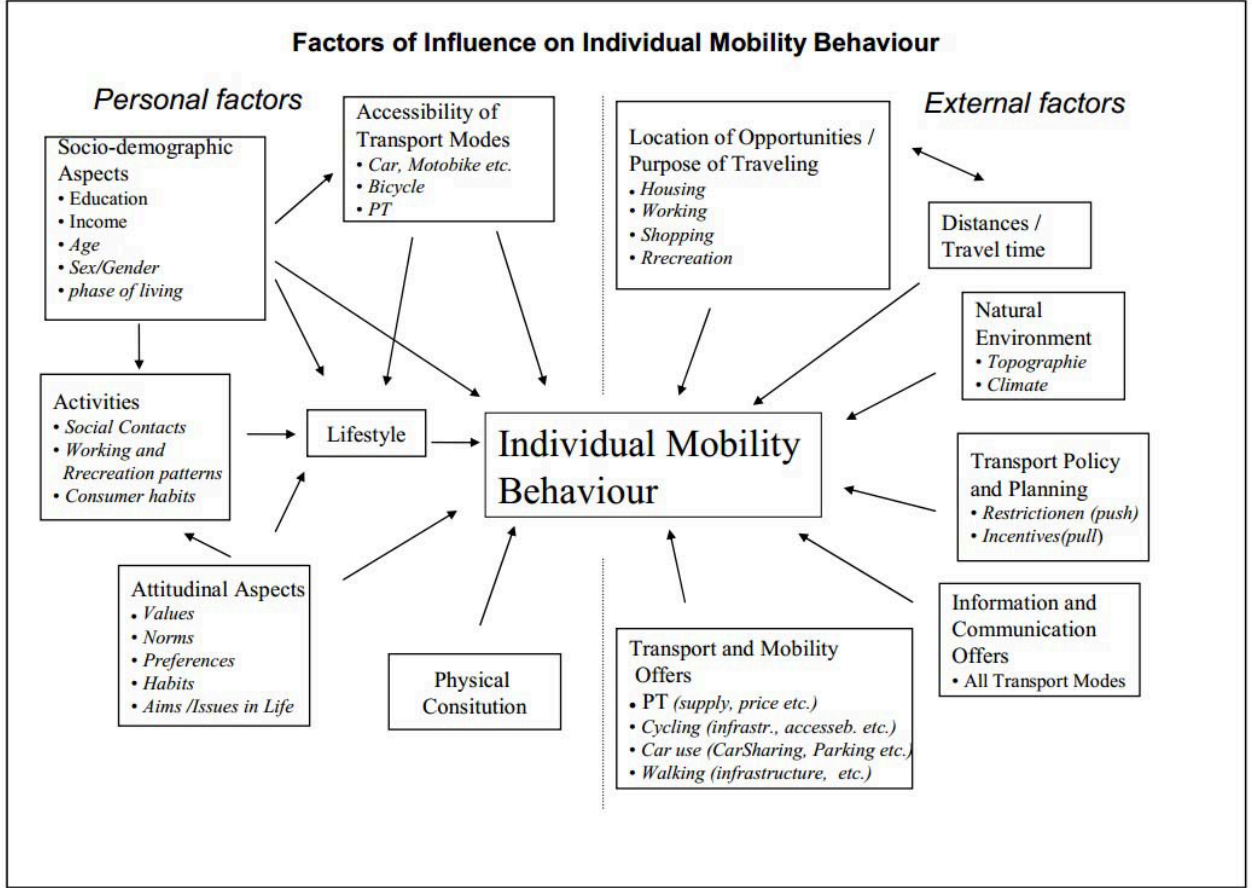 Factors of Influence on Individual Mobility Behaviour
Personal factors
External factors
Socio-demographic
Aspects
• Education
• Income
• Age
• Sex/Gender
• phase of living
Accessibility of
Transport Modes
• Car, Motobike etc.
• Bicycle
• PT
Location of Opportunities /
Purpose of Traveling
• Housing
• Working
• Shopping
• Rrecreation
Distances /
Travel time
Natural
Environment
• Topographie
• Climate
Activities
• Social Contacts
• Working and
Rrecreation patterns
• Consumer habits
Lifestyle
Individual Mobility
Behaviour
Transport Policy
and Planning
• Restrictionen (push)
• Incentives(pull)
Attitudinal Aspects
• Values
• Norms
• Preferences
• Habits
• Aims /Issues in Life
Physical
Consitution
Transport and Mobility
Offers
• PT (supply, price etc.)
• Cycling (infrastr., accesseb. etc.)
• Car use (CarSharing, Parking etc.)
• Walking (infrastructure, etc.)
Information and
Communication
Offers
• All Transport Modes